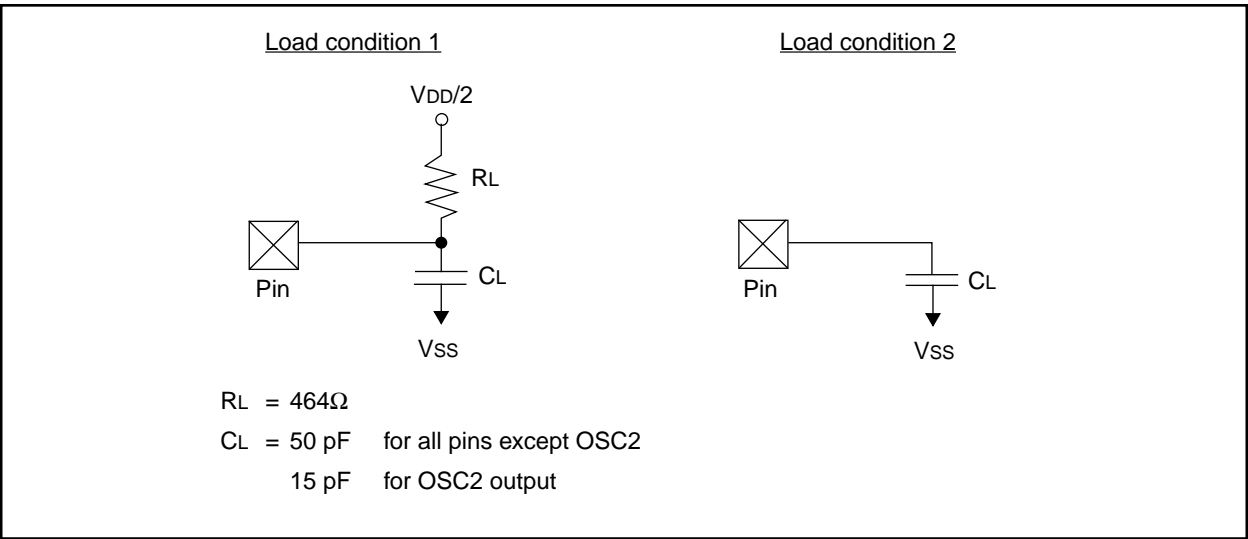 Load condition 1
VDD/2
RL
Pin
CL
VSS
Load condition 2
Pin
CL
VSS
RL = 464Ω
CL = 50 pF for all pins except OSC2
15 pF for OSC2 output